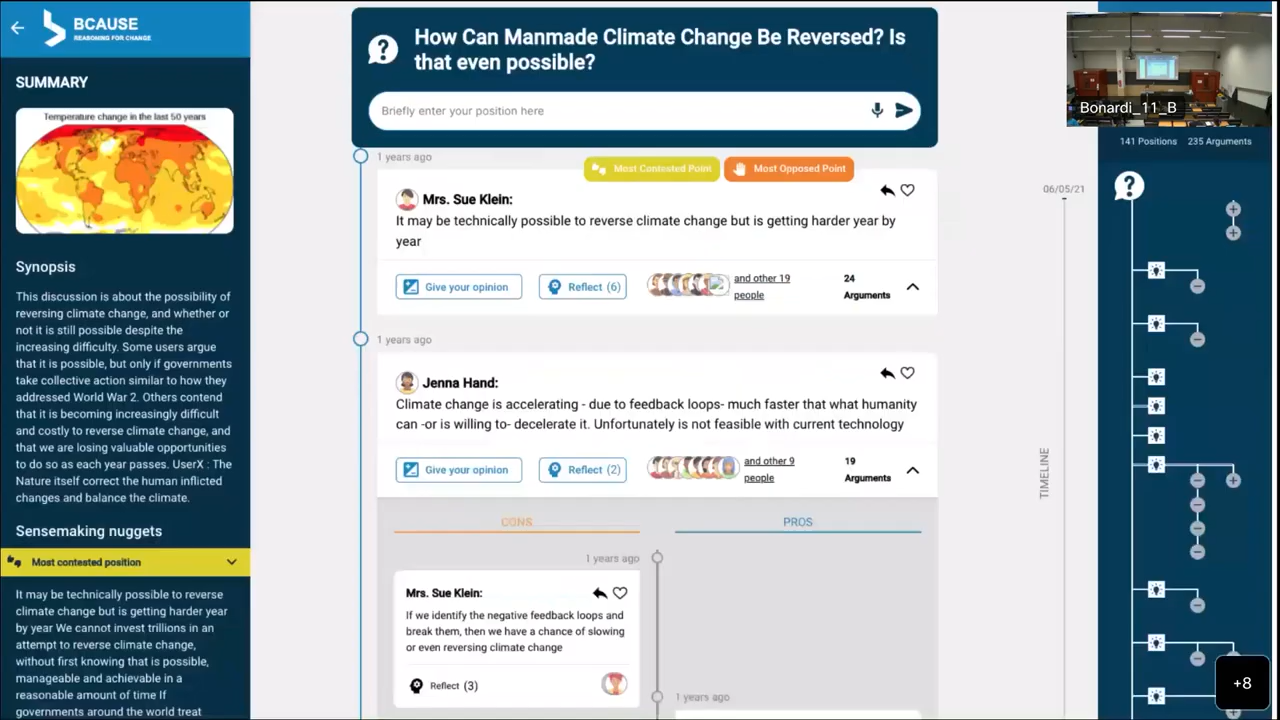 BCAUSE
REASONING FOR CHANGE
SUMMARY
Temperature change in the last 50 years
Synopsis
This discussion is about the possibility of
reversing climate change, and whether or
not it is still possible despite the
increasing difficulty. Some users argue
that it is possible, but only if governments
take collective action similar to how they
addressed World War 2. Others contend
that it is becoming increasingly difficult
and costly to reverse climate change, and
that we are losing valuable opportunities
to do so as each year passes. UserX : The
Nature itself correct the human inflicted
changes and balance the climate.
Sensemaking nuggets
Most contested position
It may be technically possible to reverse
climate change but is getting harder year
by year We cannot invest trillions in an
attempt to reverse climate change,
without first knowing that is possible,
manageable and achievable in a
reasonable amount of time If
governments around the world treat
How Can Manmade Climate Change Be Reversed? Is
that even possible?
Briefly enter your position here
1 years ago
Most Contested Point
Most Opposed Point
Mrs. Sue Klein:
It may be technically possible to reverse climate change but is getting harder year by
year
Give your opinion
Reflect (6)
and other 19
people
24
Arguments
1 years ago
Jenna Hand:
Climate change is accelerating - due to feedback loops- much faster that what humanity
can -or is willing to- decelerate it. Unfortunately is not feasible with current technology
Give your opinion
Reflect (2)
and other 9
people
19
Arguments
CONS
PROS
1 years ago
Mrs. Sue Klein:
If we identify the negative feedback loops and
break them, then we have a chance of slowing
or even reversing climate change
Reflect (3)
1 years ago
Bonardi_11_B
141 Positions 235 Arguments
06/05/21
TIMELINE
+8